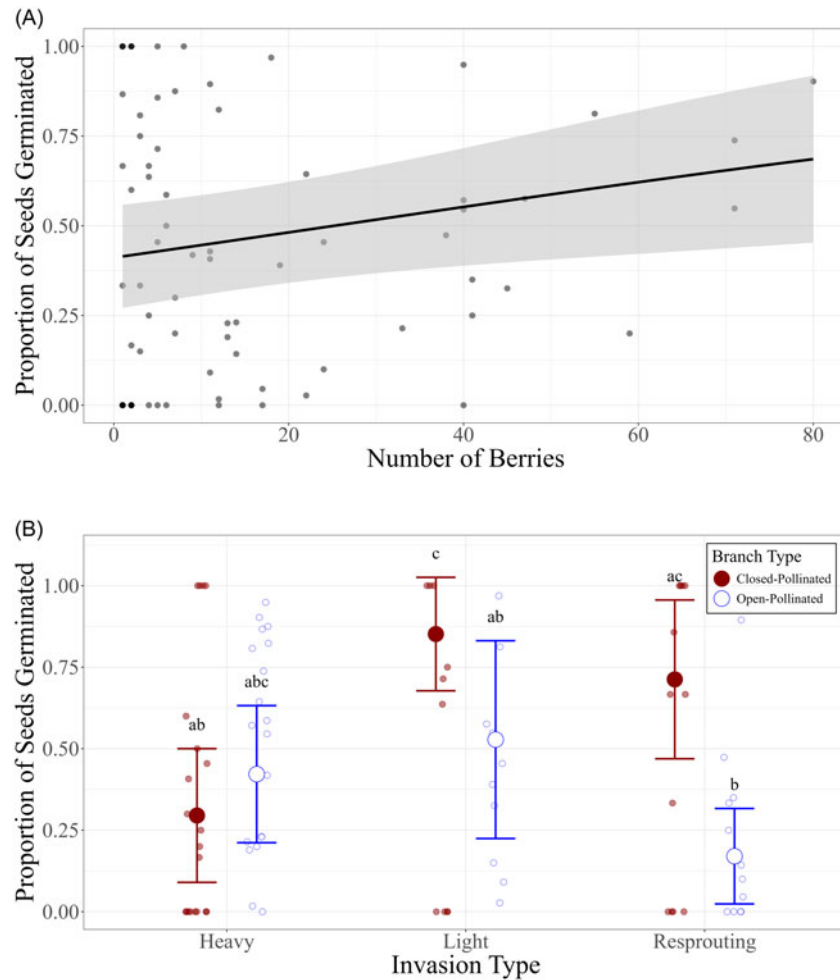 (A)
1.00
0.75
0.50
0.25
0.00
Proportion of Seeds Germinated
0 20 40 60 80
Number of Berries
(B)
1.00
0.75
0.50
0.25
0.00
Proportion of Seeds Germinated
ab
abc
c
ab
ac
b
Branch Type
Closed-Pollinated
Open-Pollinated
Heavy Light Resprouting
Invasion Type